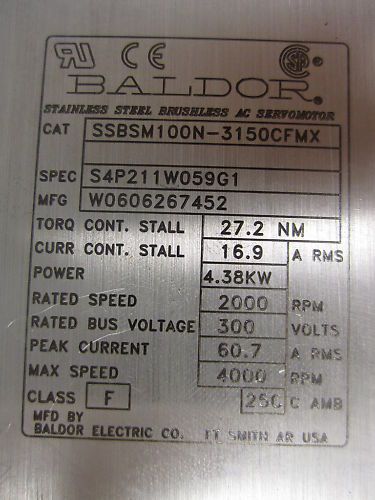 BALDOR
STAINLESS STEEL BRUSHLESS AC SERVOMOTOR
CAT SSBSM100N-3150CFMX
SPEC S4P211W059G1
MFG W0606267452
TORQ CONT. STALL 27.2 NM
CURR CONT. STALL 16.9 A RMS
POWER 4.38KW
RATED SPEED 2000 RPM
RATED BUS VOLTAGE 300 VOLTS
PEAK CURRENT 60.7 A RMS
MAX SPEED 4000 RPM
CLASS F 25C C AMB
MFD BY
BALDOR ELECTRIC CO. FT SMITH AR USA